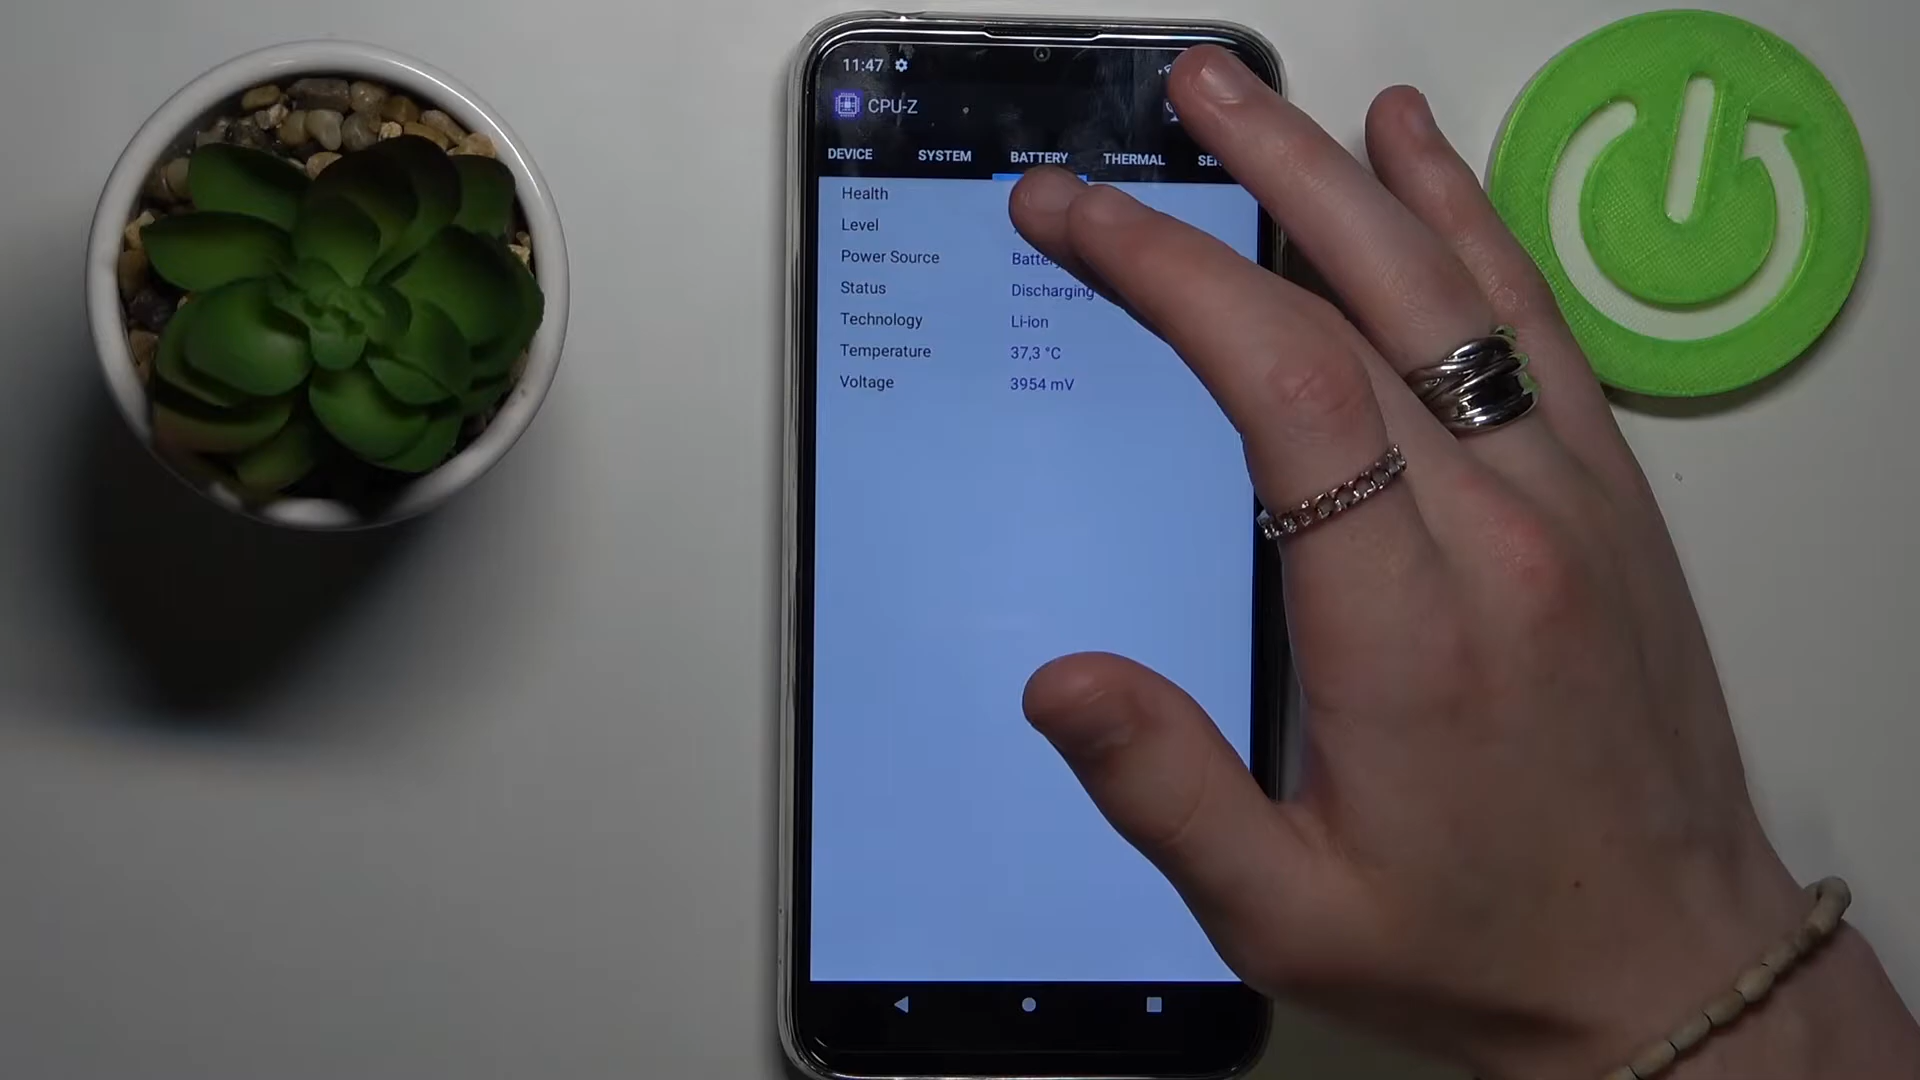 11:47
CPU-Z
DEVICE SYSTEM BATTERY THERMAL
Health
Level
Power Source
Status Discharging
Technology Li-ion
Temperature 37,3 °C
Voltage 3954 mV